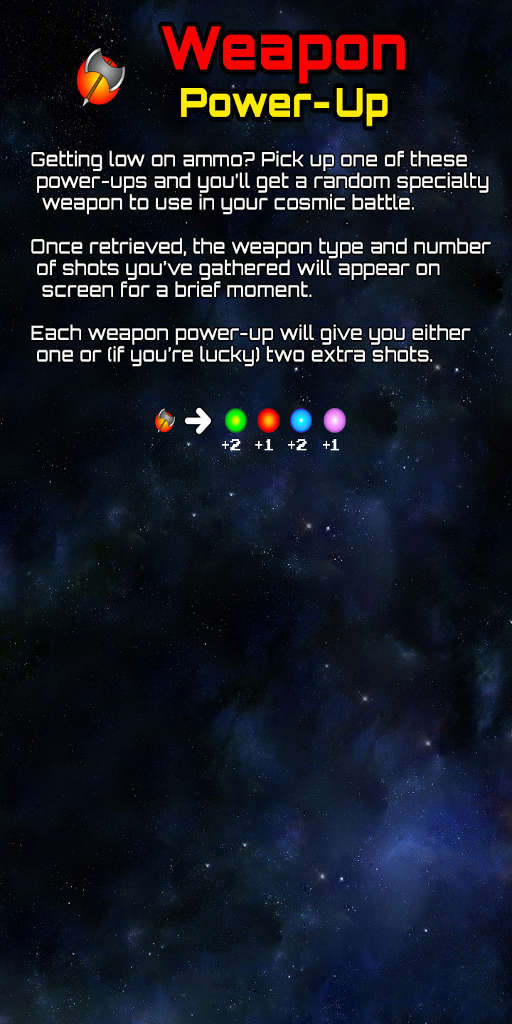 Weapon
Power-Up
Getting low on ammo? Pick up one of these
power-ups and you'll get a random specialty
weapon to use in your cosmic battle.
Once retrieved, the weapon type and number
of shots you've gathered will appear on
screen for a brief moment.
Each weapon power-up will give you either
one or (if you're lucky) two extra shots.
+2 +1 +2 +1